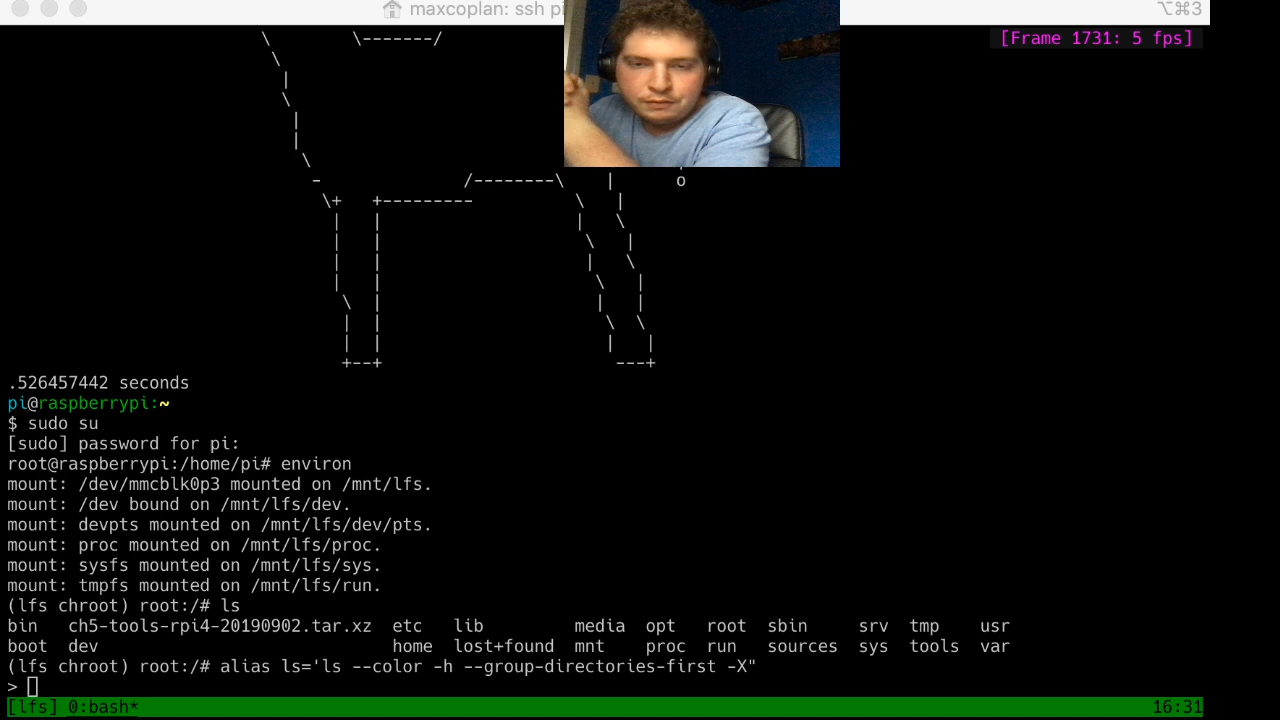 maxcoplan: ssh pi
⌥⌘3
[Frame 1731: 5 fps]
.526457442 seconds
pi@raspberrypi:~
$ sudo su
[sudo] password for pi:
root@raspberrypi:/home/pi# environ
mount: /dev/mmcblk0p3 mounted on /mnt/lfs.
mount: /dev bound on /mnt/lfs/dev.
mount: devpts mounted on /mnt/lfs/dev/pts.
mount: proc mounted on /mnt/lfs/proc.
mount: sysfs mounted on /mnt/lfs/sys.
mount: tmpfs mounted on /mnt/lfs/run.
(lfs chroot) root:/# ls
bin ch5-tools-rpi4-20190902.tar.xz etc lib media opt root sbin srv tmp usr
boot dev home lost+found mnt proc run sources sys tools var
(lfs chroot) root:/# alias ls='ls --color -h --group-directories-first -X"
>
[lfs] 0:bash* 16:31